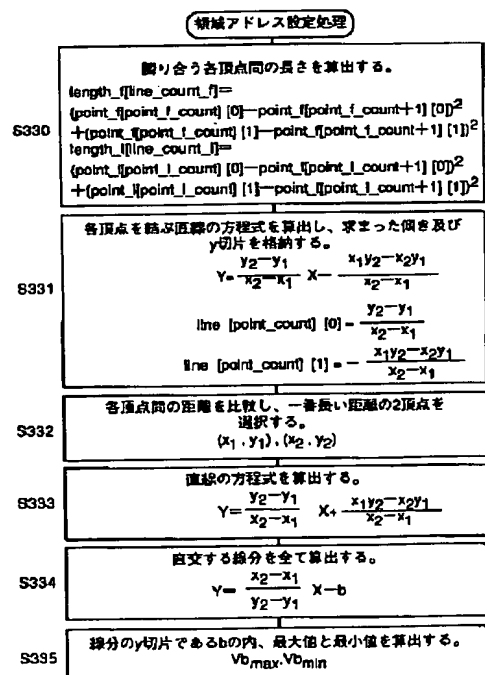 領域アドレス設定処理
S330
隣り合う各頂点間の長さを算出する。
length_f[line_count_f]=
(point_f[point_f_count] [0]—point_f[point_f_count+1] [0])²
+(point_f[point_f_count] [1]—point_f[point_f_count+1] [1])²
length_l[line_count_l]=
(point_l[point_l_count] [0]—point_l[point_l_count+1] [0])²
+(point_l[point_l_count] [1]—point_l[point_l_count+1] [1])²
S331
各頂点を結ぶ直線の方程式を算出し、求まった傾き及び
y切片を格納する。
Y=(y₂—y₁)/(x₂—x₁) X—(x₁y₂—x₂y₁)/(x₂—x₁)
line [point_count] [0]=(y₂—y₁)/(x₂—x₁)
line [point_count] [1]=—(x₁y₂—x₂y₁)/(x₂—x₁)
S332
各頂点間の距離を比較し、一番長い距離の2頂点を
選択する。
(x₁,y₁),(x₂,y₂)
S333
直線の方程式を算出する。
Y=(y₂—y₁)/(x₂—x₁) X+(x₁y₂—x₂y₁)/(x₂—x₁)
S334
直交する線分を全て算出する。
Y=(x₂—x₁)/(y₂—y₁) X—b
S335
線分のy切片であるbの内、最大値と最小値を算出する。
Vbmax,Vbmin